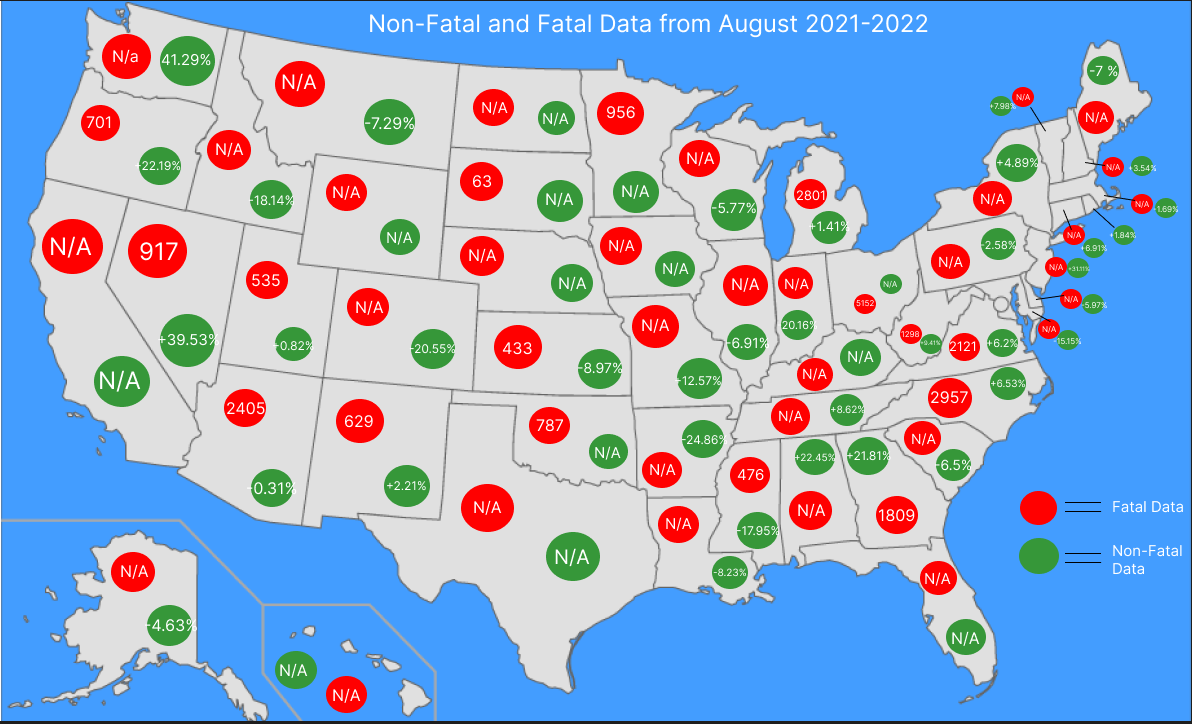 Non-Fatal and Fatal Data from August 2021-2022
N/a
41.29%
N/A
-7.29%
N/A
N/A
956
N/A
-7 %
N/A
+7.98%
N/A
701
+22.19%
N/A
-18.14%
N/A
N/A
63
N/A
N/A
-5.77%
2801
+1.41%
+4.89%
N/A
N/A
+3.54%
N/A
-1.69%
N/A
+6.91%
+1.84%
N/A
917
+39.53%
N/A
535
+0.82%
N/A
-20.55%
N/A
N/A
N/A
N/A
N/A
-6.91%
N/A
20.16%
5152
N/A
N/A
-2.58%
N/A
+31.11%
N/A
-5.97%
N/A
-15.15%
433
-8.97%
N/A
+12.57%
N/A
N/A
1298
+9.41%
2121
+6.2%
2405
+0.31%
629
+2.21%
787
N/A
N/A
-24.86%
N/A
+8.62%
2957
+6.53%
N/A
-6.5%
N/A
N/A
N/A
-8.23%
476
-17.95%
+22.45%
N/A
+21.81%
1809
N/A
N/A
N/A
-4.63%
N/A
N/A
Fatal Data
Non-Fatal
Data